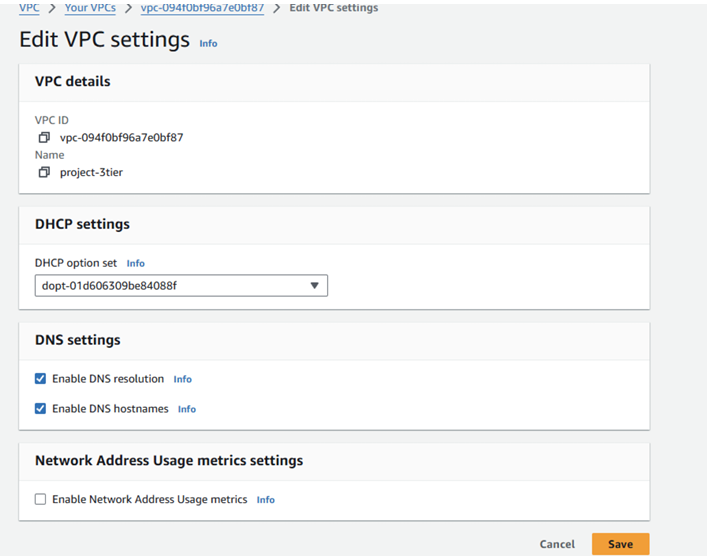 VPC > Your VPCs > vpc-094f0bf96a7e0bf87 > Edit VPC settings
Edit VPC settings Info
VPC details
VPC ID
vpc-094f0bf96a7e0bf87
Name
project-3tier
DHCP settings
DHCP option set Info
dopt-01d606309be84088f
DNS settings
Enable DNS resolution Info
Enable DNS hostnames Info
Network Address Usage metrics settings
Enable Network Address Usage metrics Info
Cancel Save